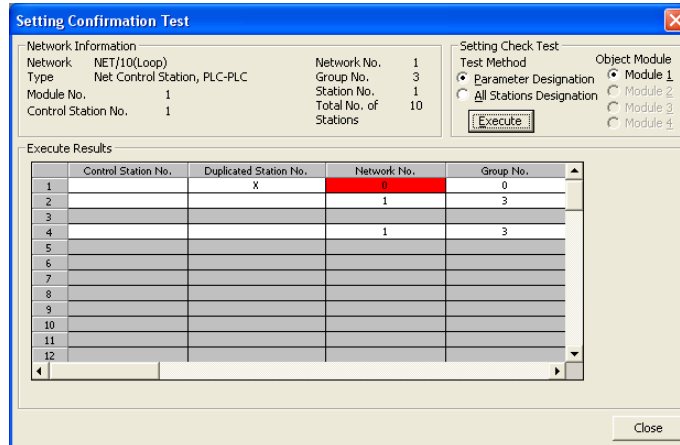 Setting Confirmation Test
Network Information
Network NET/10(Loop)
Type Net Control Station, PLC-PLC
Module No. 1
Control Station No. 1
Network No. 1
Group No. 3
Station No. 1
Total No. of Stations 10
Setting Check Test
Test Method
Parameter Designation
All Stations Designation
Execute
Object Module
Module 1
Module 2
Module 3
Module 4
Execute Results
Control Station No. Duplicated Station No. Network No. Group No.
1 X 0 0
2 1 3
3
4 1 3
5
6
7
8
9
10
11
12
Close